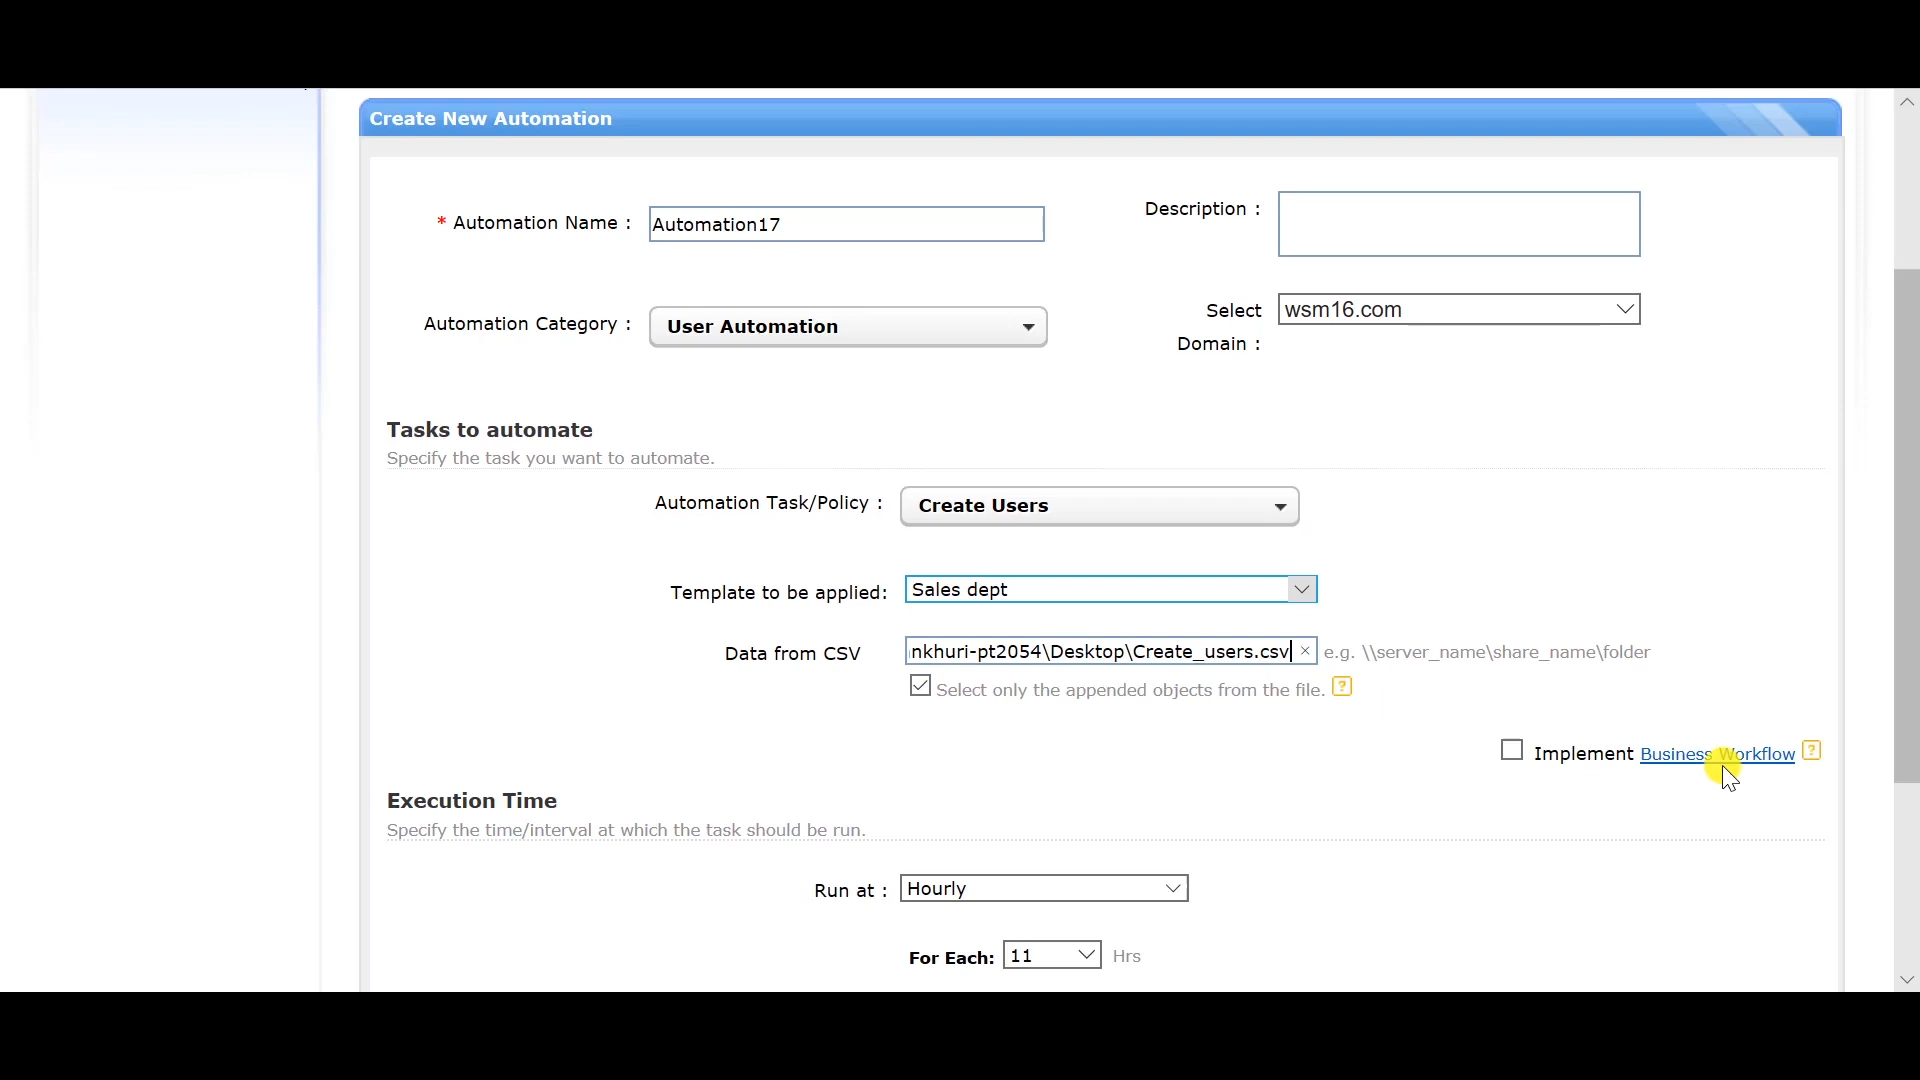 Create New Automation
* Automation Name : Automation17
Description :
Automation Category : User Automation
Select Domain : wsm16.com
Tasks to automate
Specify the task you want to automate.
Automation Task/Policy : Create Users
Template to be applied: Sales dept
Data from CSV nkhuri-pt2054\Desktop\Create_users.csv × e.g. \\server_name\share_name\folder
Select only the appended objects from the file. ?
Implement Business Workflow ?
Execution Time
Specify the time/interval at which the task should be run.
Run at : Hourly
For Each: 11 Hrs